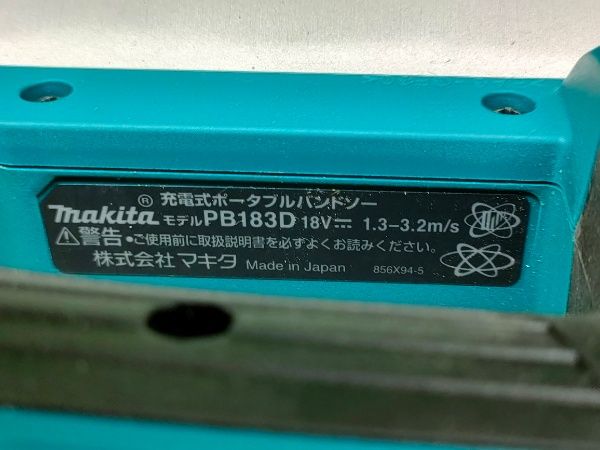 ® 充電式ポータブルバンドソー
makita モデル PB183D 18V⎓ 1.3-3.2m/s
⚠警告・ご使用前に取扱説明書を必ずよくお読みください。
株式会社 マキタ Made in Japan 856X94-5